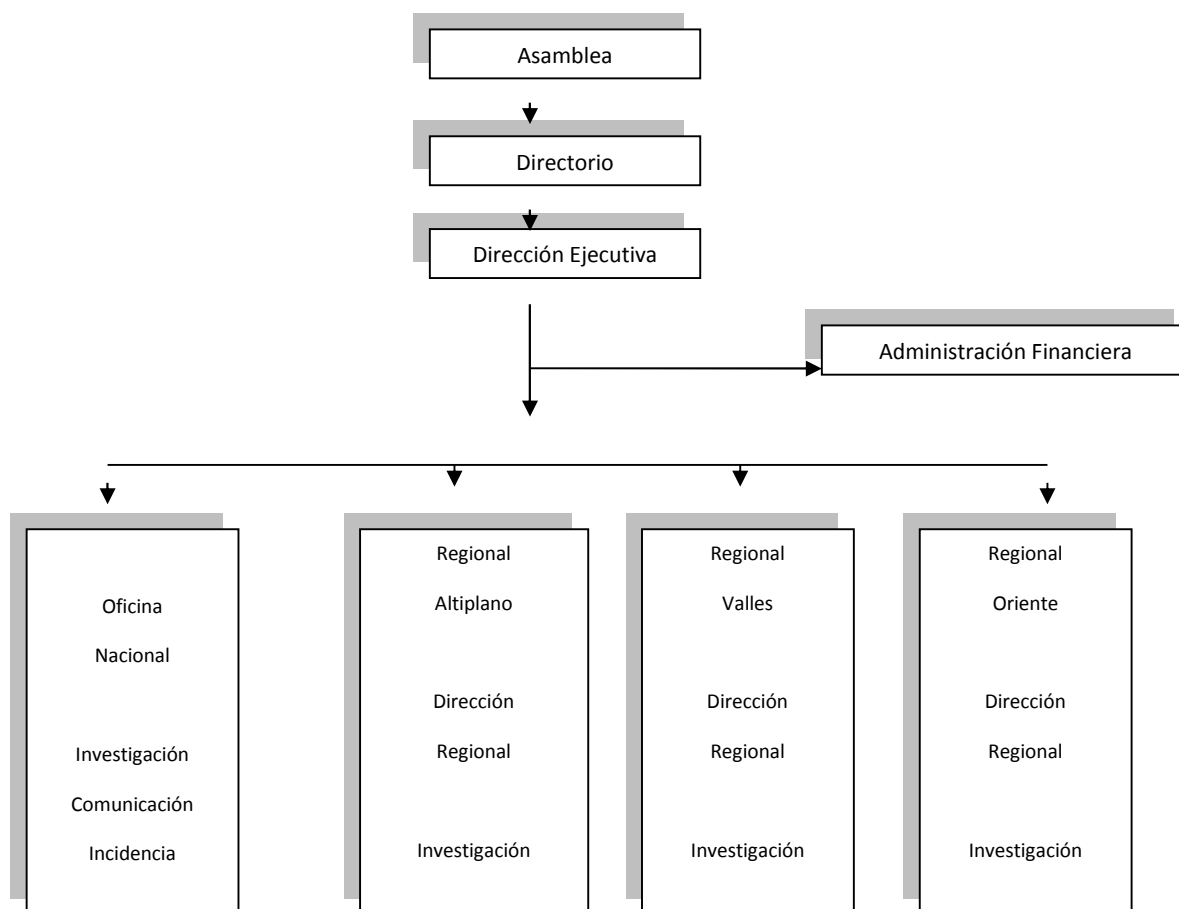 Asamblea
Directorio
Dirección Ejecutiva
Administración Financiera
Oficina
Nacional
Investigación
Comunicación
Incidencia
Regional
Altiplano
Dirección
Regional
Investigación
Regional
Valles
Dirección
Regional
Investigación
Regional
Oriente
Dirección
Regional
Investigación